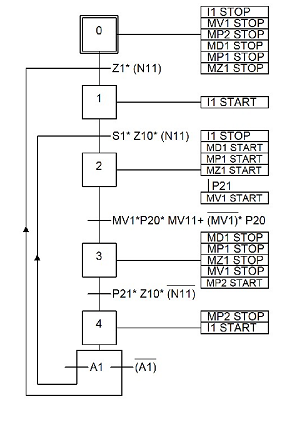 0
I1 STOP
MV1 STOP
MP2 STOP
MD1 STOP
MP1 STOP
MZ1 STOP
Z1* (N11)
1
I1 START
S1* Z10* (N11)
2
I1 STOP
MD1 START
MP1 START
MZ1 START
P21
MV1 START
MV1*P20* MV11+ (MV1)* P20
3
MD1 STOP
MP1 STOP
MZ1 STOP
MV1 STOP
MP2 START
P21* Z10* (N11)
4
MP2 STOP
I1 START
A1
(A1)